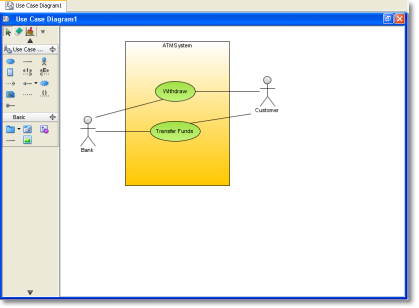 Use Case Diagram1
Use Case Diagram1
Use Case ...
Basic
ATMSystem
Withdraw
Customer
Transfer Funds
Bank